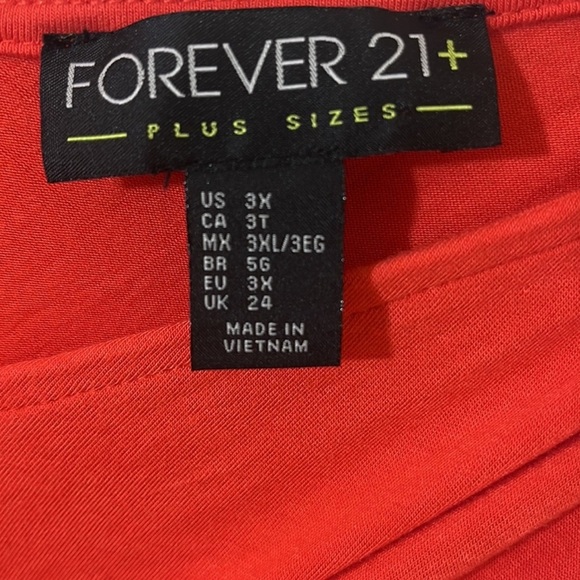 FOREVER 21+
PLUS SIZES
US 3X
CA 3T
MX 3XL/3EG
BR 5G
EU 3X
UK 24
MADE IN
VIETNAM